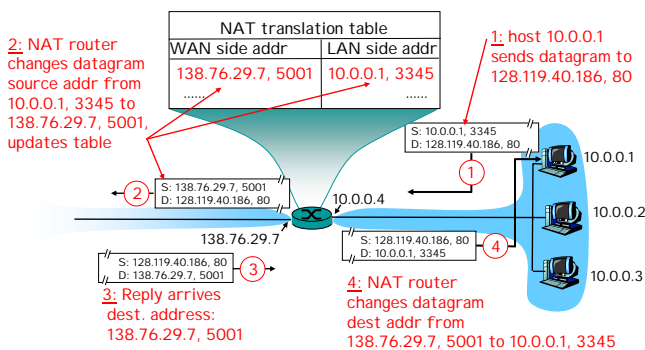 NAT translation table
WAN side addr LAN side addr
138.76.29.7, 5001 10.0.0.1, 3345
...... ......
2: NAT router
changes datagram
source addr from
10.0.0.1, 3345 to
138.76.29.7, 5001,
updates table
1: host 10.0.0.1
sends datagram to
128.119.40.186, 80
S: 10.0.0.1, 3345
D: 128.119.40.186, 80
1
10.0.0.1
S: 138.76.29.7, 5001
D: 128.119.40.186, 80
2
10.0.0.4
10.0.0.2
138.76.29.7
S: 128.119.40.186, 80
D: 10.0.0.1, 3345
4
S: 128.119.40.186, 80
D: 138.76.29.7, 5001
3
10.0.0.3
3: Reply arrives
dest. address:
138.76.29.7, 5001
4: NAT router
changes datagram
dest addr from
138.76.29.7, 5001 to 10.0.0.1, 3345